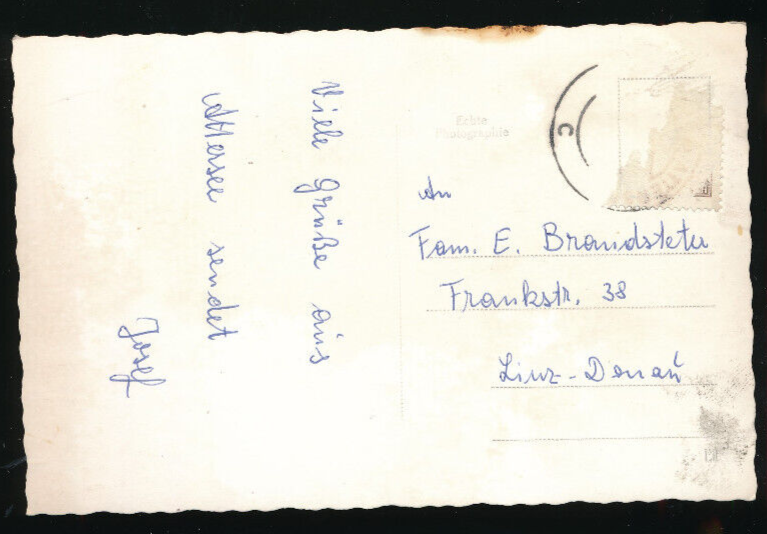 Viele Grüße aus
Attersee sendet
Josef
Echte
Photographie
C
An
Fam. E. Brandstetter
Frankstr. 38
Linz-Donau